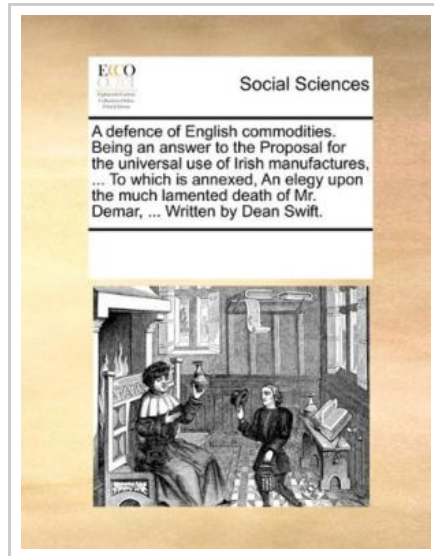 ECCO
Social Sciences
A defence of English commodities.
Being an answer to the Proposal for
the universal use of Irish manufactures,
... To which is annexed, An elegy upon
the much lamented death of Mr.
Demar, ... Written by Dean Swift.